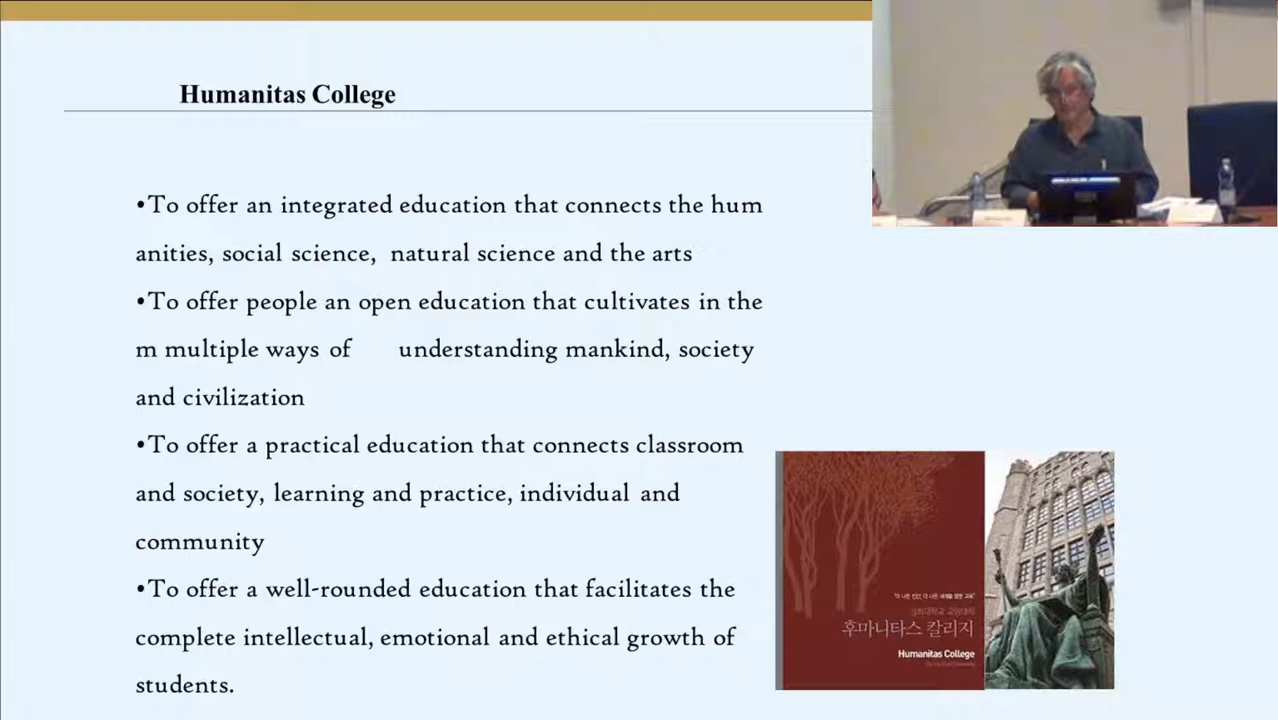 Humanitas College
•To offer an integrated education that connects the hum
anities, social science, natural science and the arts
•To offer people an open education that cultivates in the
m multiple ways of understanding mankind, society
and civilization
•To offer a practical education that connects classroom
and society, learning and practice, individual and
community
•To offer a well-rounded education that facilitates the
complete intellectual, emotional and ethical growth of
students.
후마니타스 칼리지
Humanitas College